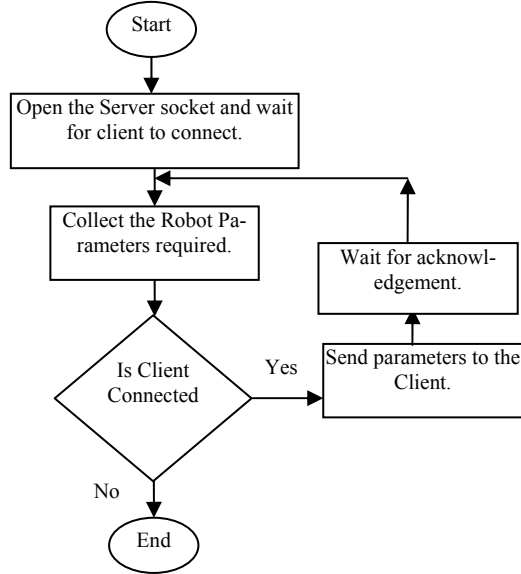 Start
Open the Server socket and wait
for client to connect.
Collect the Robot Pa-
rameters required.
Wait for acknowl-
edgement.
Is Client
Connected
Yes
Send parameters to the
Client.
No
End